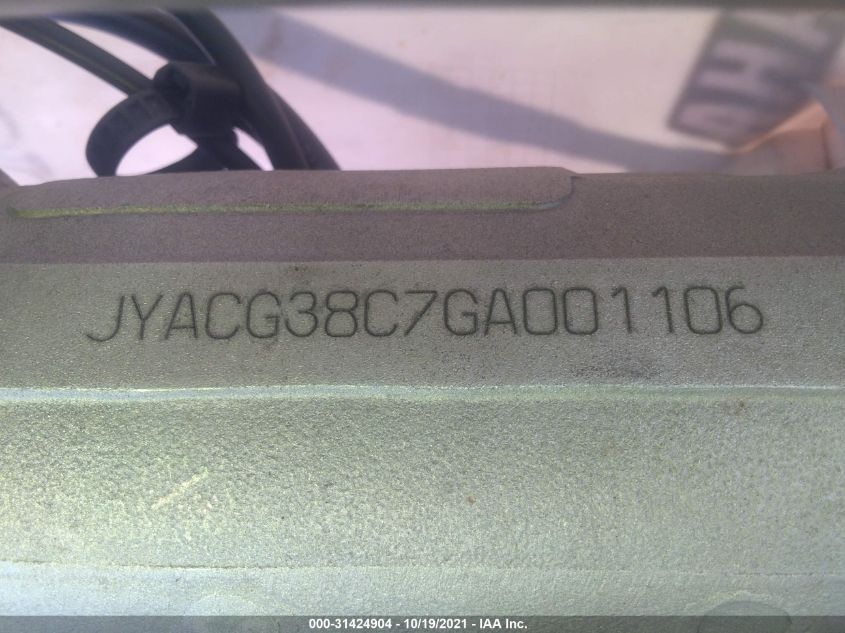 JYACG38C7GA001106
000-31424904 - 10/19/2021 - IAA Inc.